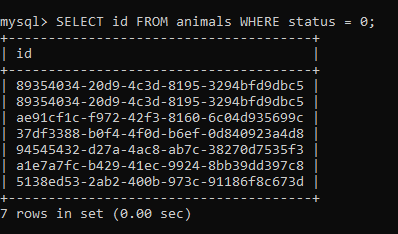 mysql> SELECT id FROM animals WHERE status = 0;
+--------------------------------------+
| id                                   |
+--------------------------------------+
| 89354034-20d9-4c3d-8195-3294bfd9dbc5 |
| 89354034-20d9-4c3d-8195-3294bfd9dbc5 |
| ae91cf1c-f972-42f3-8160-6c04d935699c |
| 37df3388-b0f4-4f0d-b6ef-0d840923a4d8 |
| 94545432-d27a-4ac8-ab7c-38270d7535f3 |
| a1e7a7fc-b429-41ec-9924-8bb39dd397c8 |
| 5138ed53-2ab2-400b-973c-91186f8c673d |
+--------------------------------------+
7 rows in set (0.00 sec)